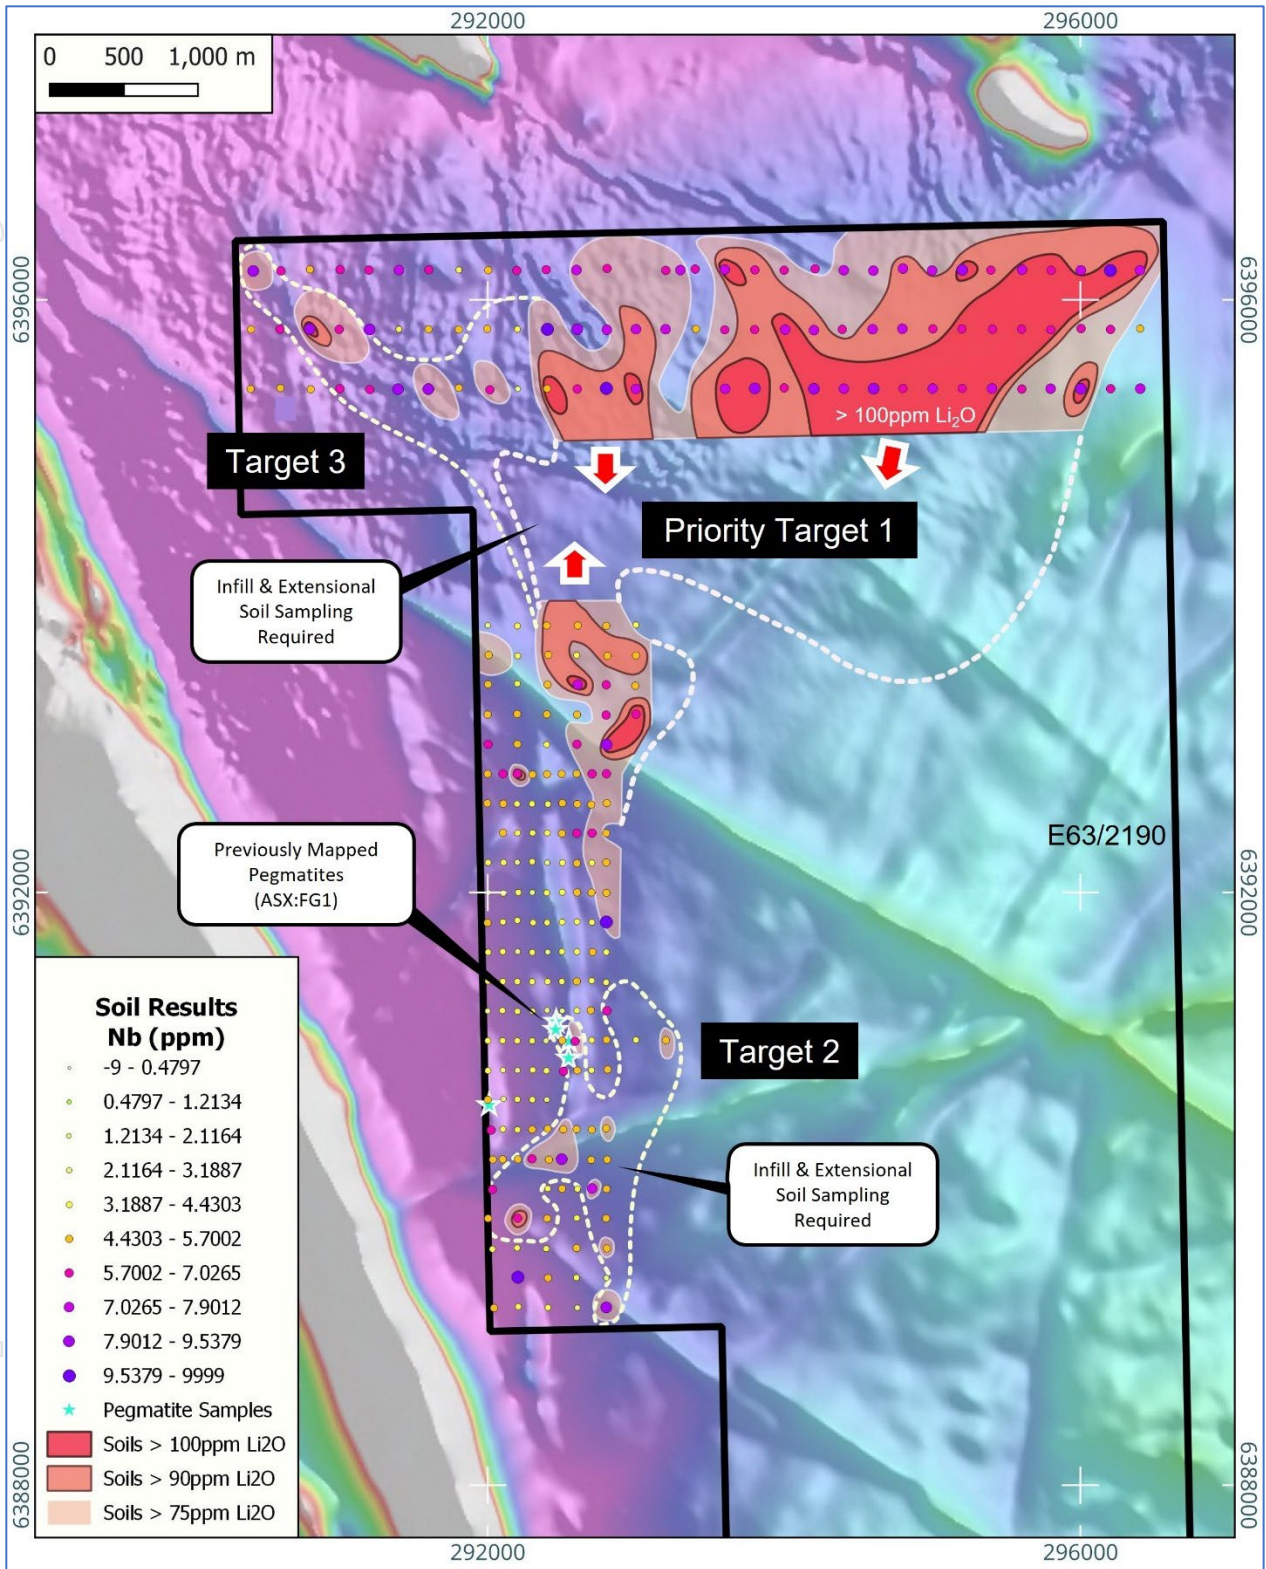 292000
296000
0 500 1,000 m
6396000
6396000
> 100ppm Li₂O
Target 3
Priority Target 1
Infill & Extensional
Soil Sampling
Required
E63/2190
Previously Mapped
Pegmatites
(ASX:FG1)
6392000
6392000
Target 2
Infill & Extensional
Soil Sampling
Required
Soil Results
Nb (ppm)
-9 - 0.4797
0.4797 - 1.2134
1.2134 - 2.1164
2.1164 - 3.1887
3.1887 - 4.4303
4.4303 - 5.7002
5.7002 - 7.0265
7.0265 - 7.9012
7.9012 - 9.5379
9.5379 - 9999
Pegmatite Samples
Soils > 100ppm Li2O
Soils > 90ppm Li2O
Soils > 75ppm Li2O
6388000
6388000
292000
296000